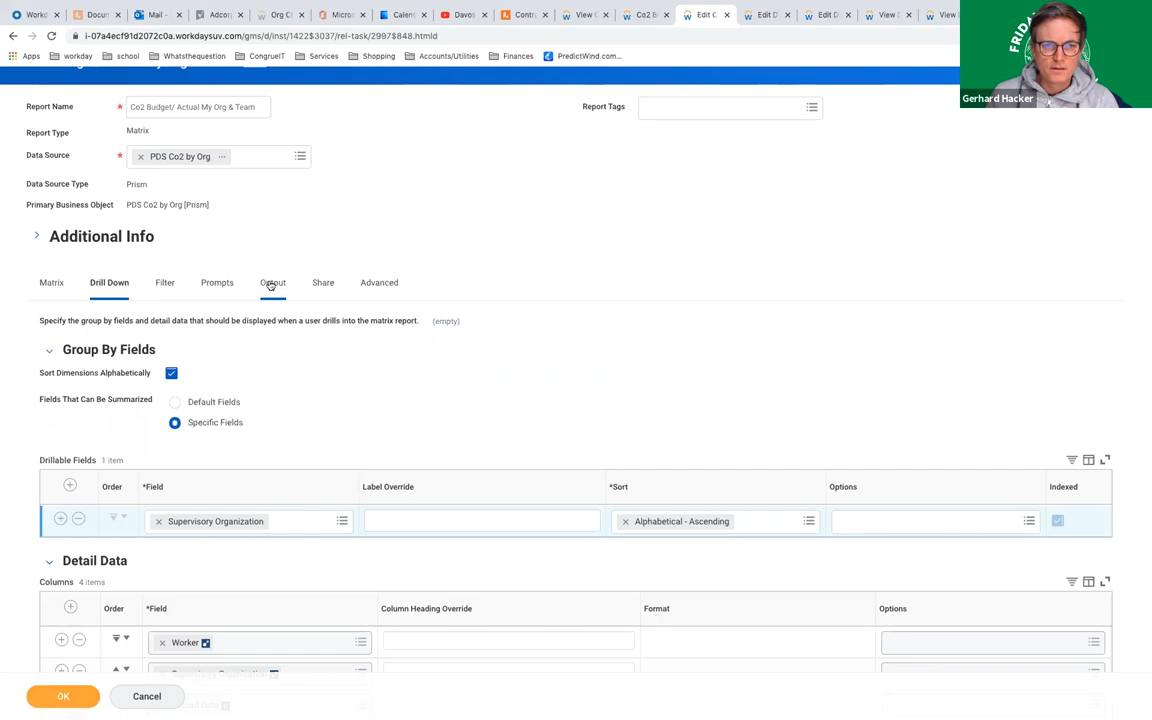 Workd
Docum
Mail -
Adcorp
Org Cl
Micros
Calend
Davos
Contro
View C
Co2 B
Edit C
Edit D
Edit D
View D
View
i-07a4ecf91d2072c0a.workdaysuv.com/gms/d/inst/1422$3037/rel-task/2997$848.htmld
Apps workday school Whatsthequestion CongrueIT Services Shopping Accounts/Utilities Finances PredictWind.com...
Gerhard Hacker
Report Name * Co2 Budget/ Actual My Org & Team Report Tags
Report Type Matrix
Data Source * × PDS Co2 by Org ...
Data Source Type Prism
Primary Business Object PDS Co2 by Org [Prism]
Additional Info
Matrix Drill Down Filter Prompts Output Share Advanced
Specify the group by fields and detail data that should be displayed when a user drills into the matrix report. (empty)
Group By Fields
Sort Dimensions Alphabetically
Fields That Can Be Summarized Default Fields
Specific Fields
Drillable Fields 1 item
Order *Field Label Override *Sort Options Indexed
× Supervisory Organization × Alphabetical - Ascending
Detail Data
Columns 4 items
Order *Field Column Heading Override Format Options
× Worker
Supervisory Organization
OK Cancel